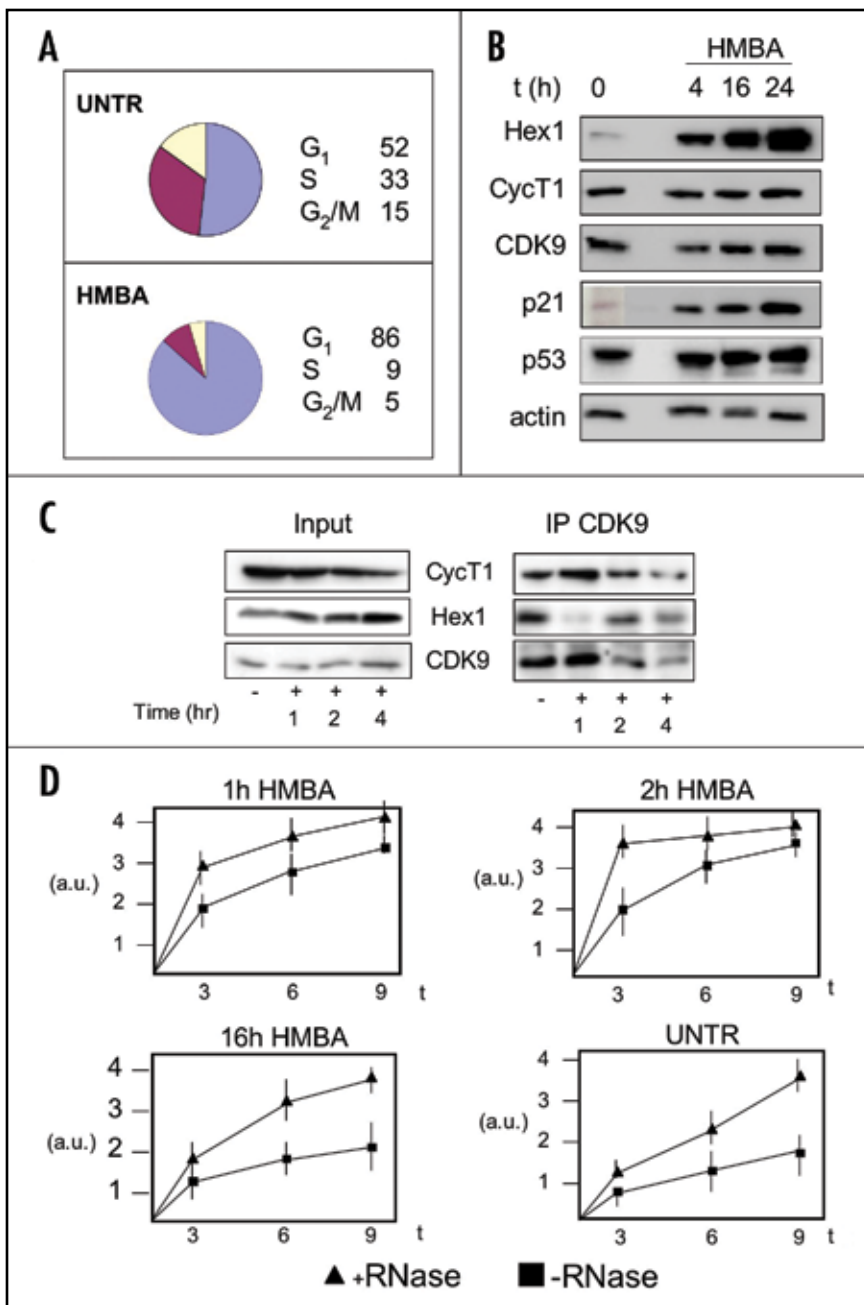 A
UNTR
G1 52
S 33
G2/M 15
HMBA
G1 86
S 9
G2/M 5
B
HMBA
t (h) 0 4 16 24
Hex1
CycT1
CDK9
p21
p53
actin
C
Input IP CDK9
CycT1
Hex1
CDK9
- + + + - + + +
Time (hr) 1 2 4 1 2 4
D
1h HMBA
4
3
(a.u.)
2
1
3 6 9 t
2h HMBA
4
3
(a.u.)
2
1
3 6 9 t
16h HMBA
4
3
(a.u.)
2
1
3 6 9 t
UNTR
4
3
(a.u.)
2
1
3 6 9 t
▲ +RNase ■ -RNase